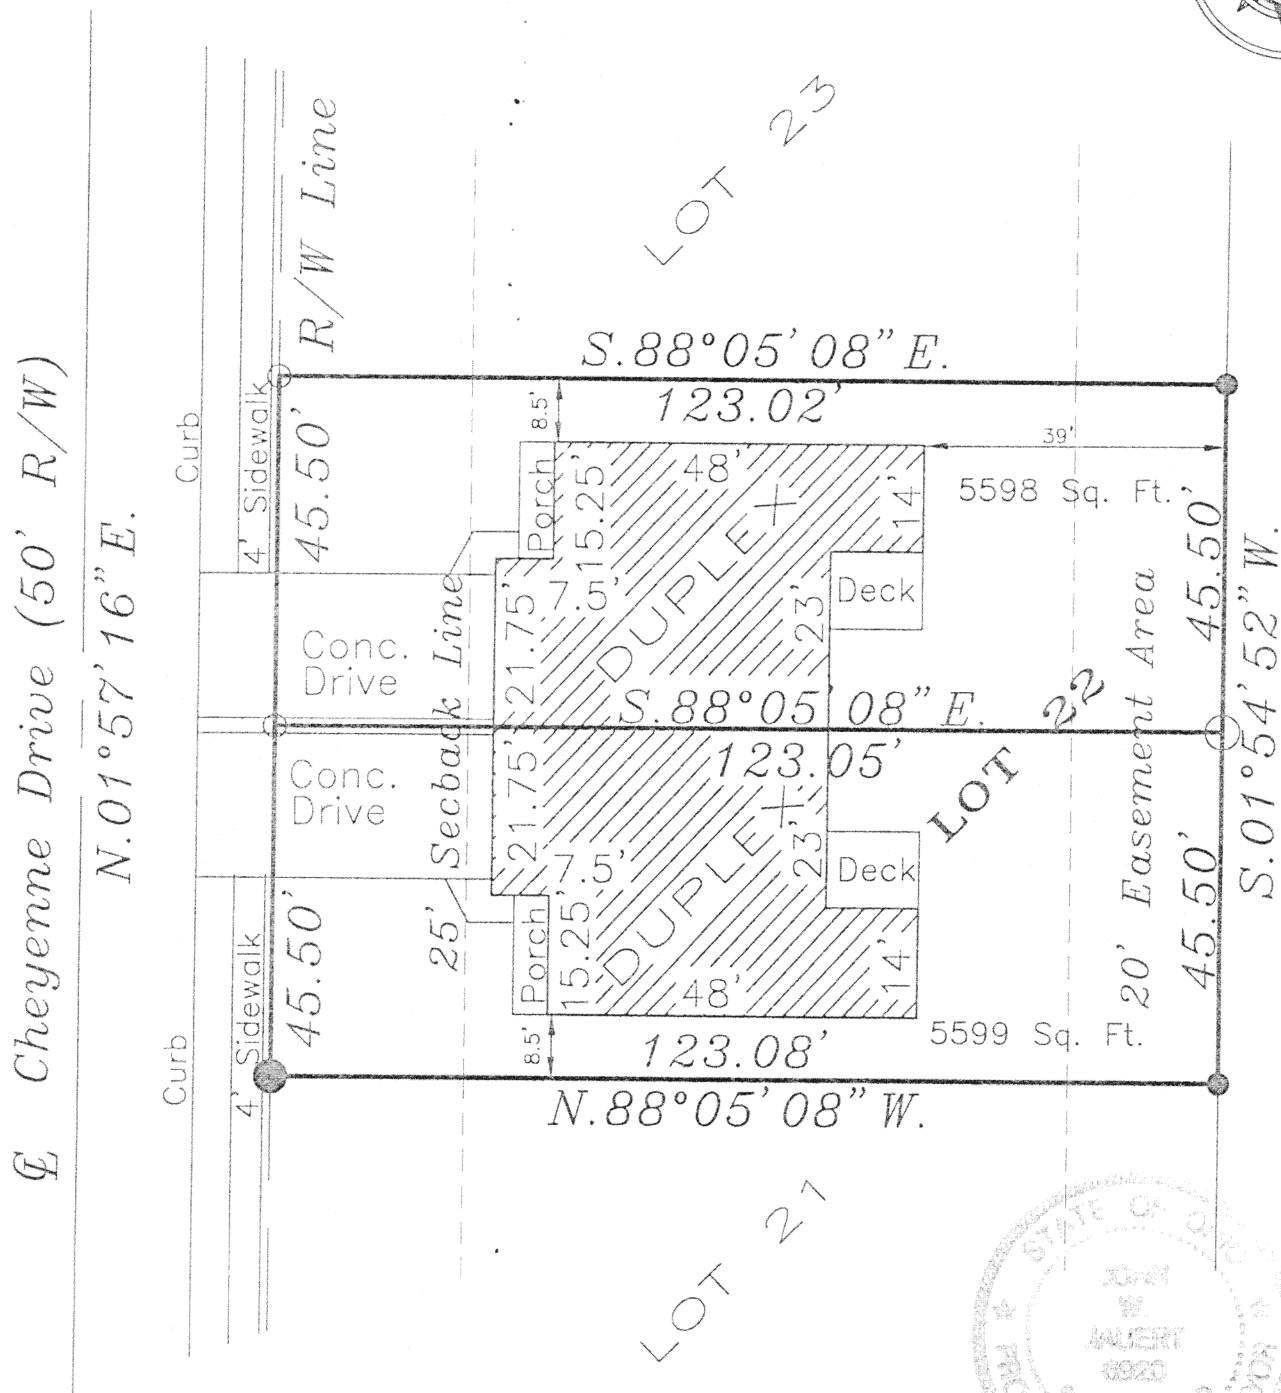 ℄ Cheyenne Drive (50' R/W)
N.01°57'16"E.
Curb
4' Sidewalk
R/W Line
45.50'
LOT 23
S.88°05'08"E.
123.02'
8.5'
Porch
15.25'
48'
39'
5598 Sq. Ft.
14'
7.5'
21.75'
DUPLEX
23'
Deck
45.50'
Conc.
Drive
Secback Line
S.88°05'08"E.
123.05'
LOT 22
20' Easement Area
S.01°54'52"W.
Conc.
Drive
21.75'
7.5'
DUPLEX
23'
Deck
45.50'
25'
Porch
15.25'
48'
14'
5599 Sq. Ft.
45.50'
4' Sidewalk
Curb
8.5'
123.08'
N.88°05'08"W.
LOT 21
STATE OF
6920